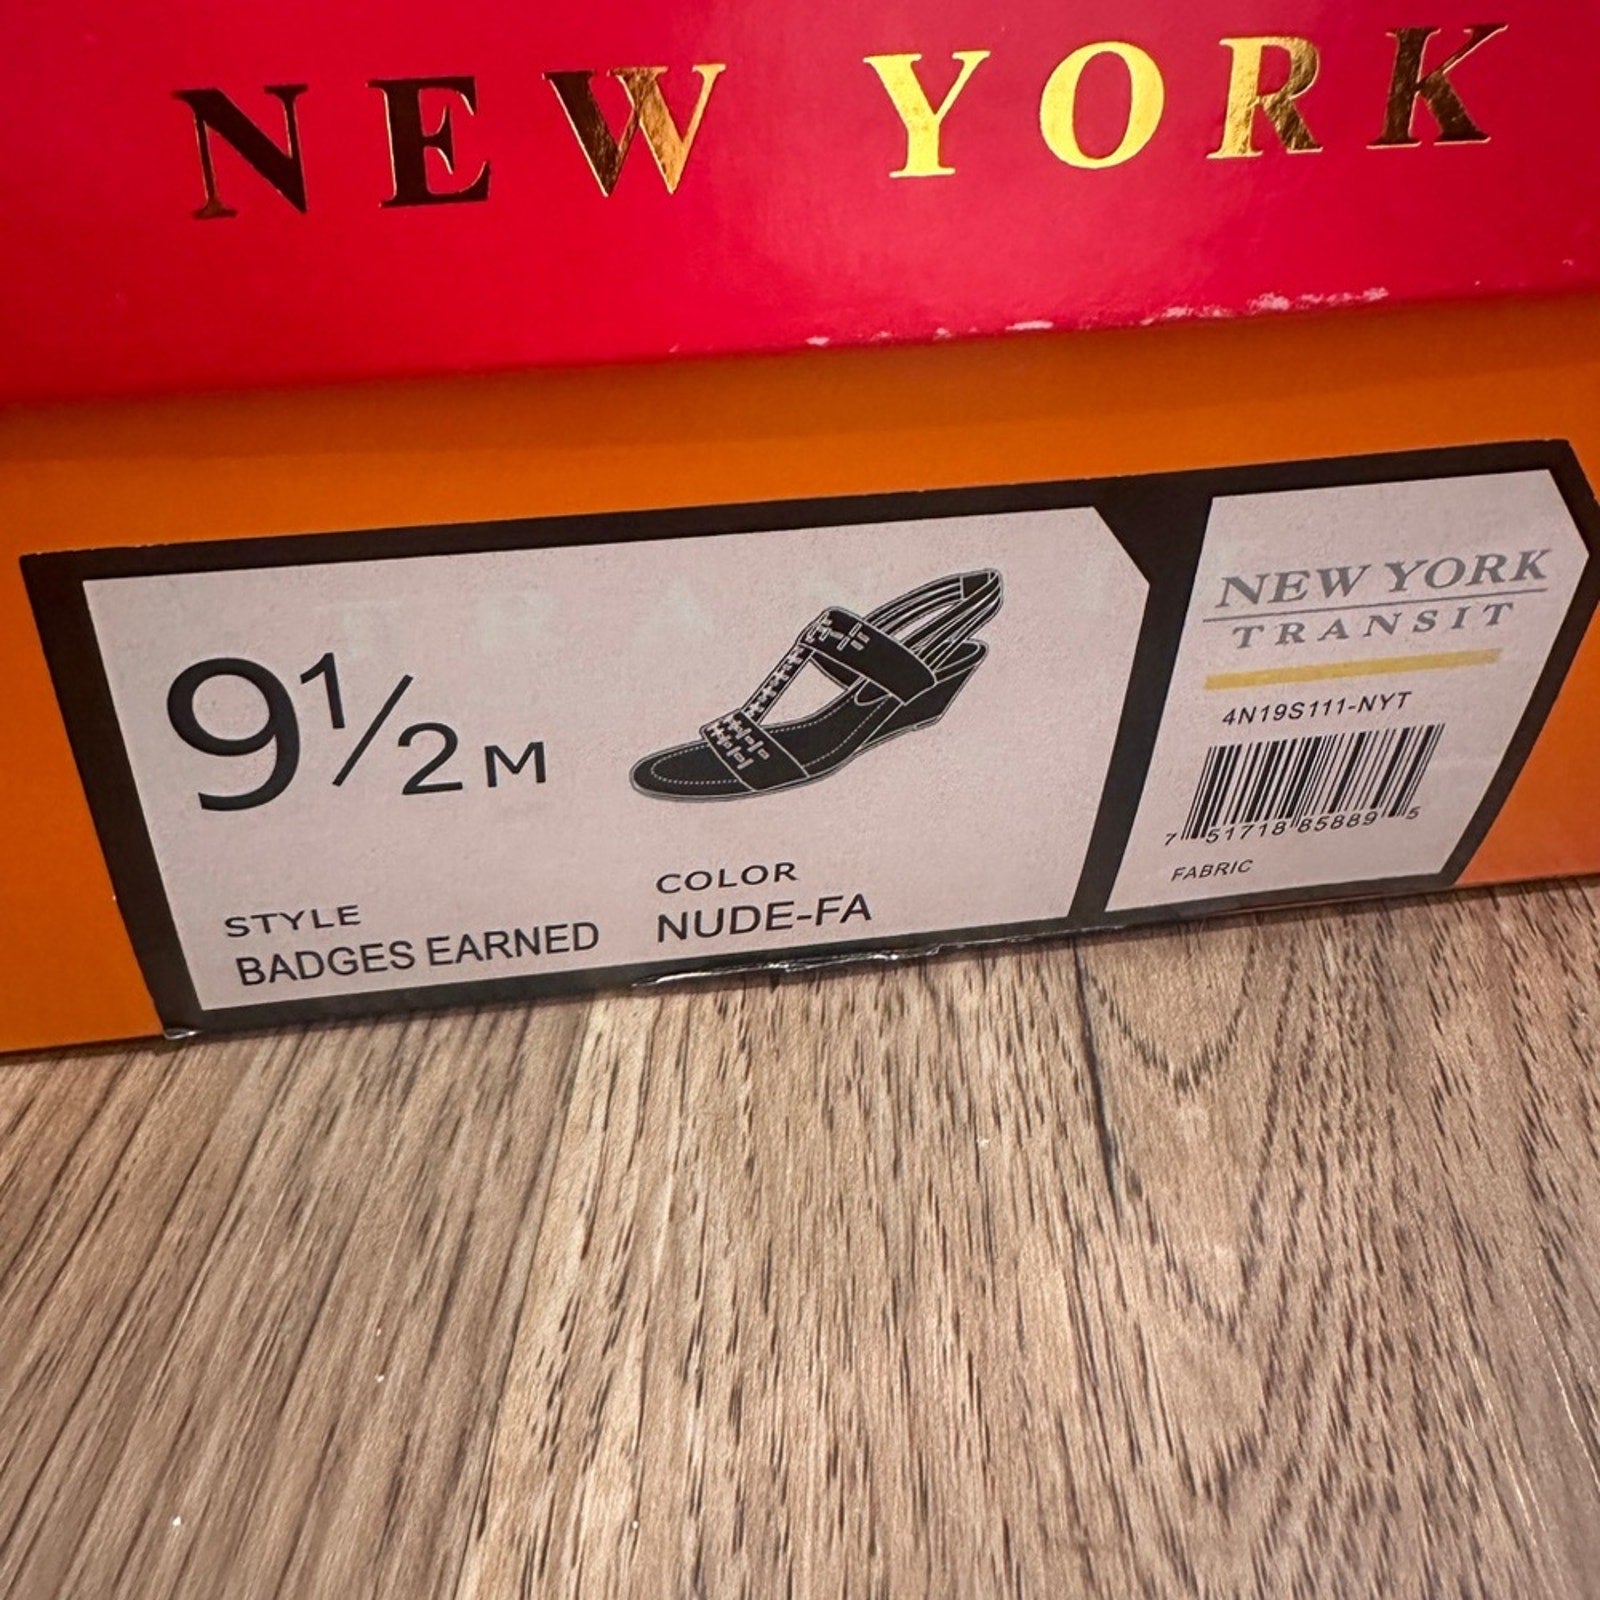 NEW YORK
9½ M
STYLE
BADGES EARNED
COLOR
NUDE-FA
NEW YORK
TRANSIT
4N19S111-NYT
7 51718 85889 5
FABRIC